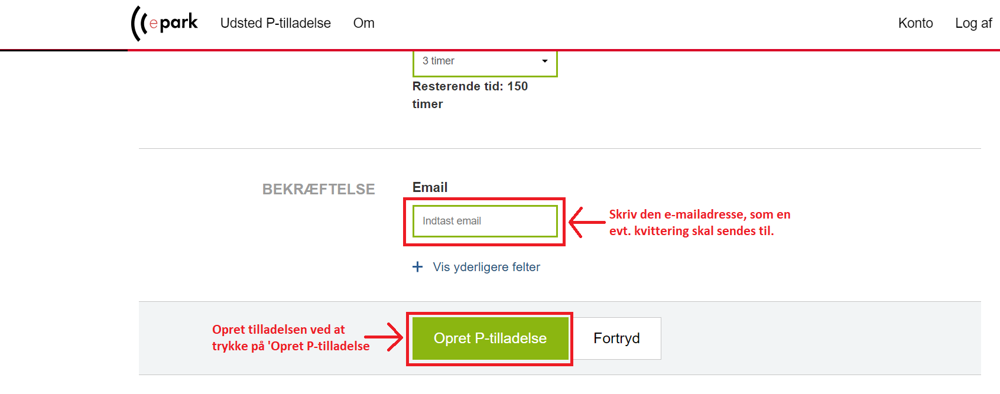 epark
Udsted P-tilladelse
Om
Konto
Log af
3 timer
Resterende tid: 150
timer
BEKRÆFTELSE
Email
Indtast email
Skriv den e-mailadresse, som en
evt. kvittering skal sendes til.
+ Vis yderligere felter
Opret tilladelsen ved at
trykke på 'Opret P-tilladelse
Opret P-tilladelse
Fortryd